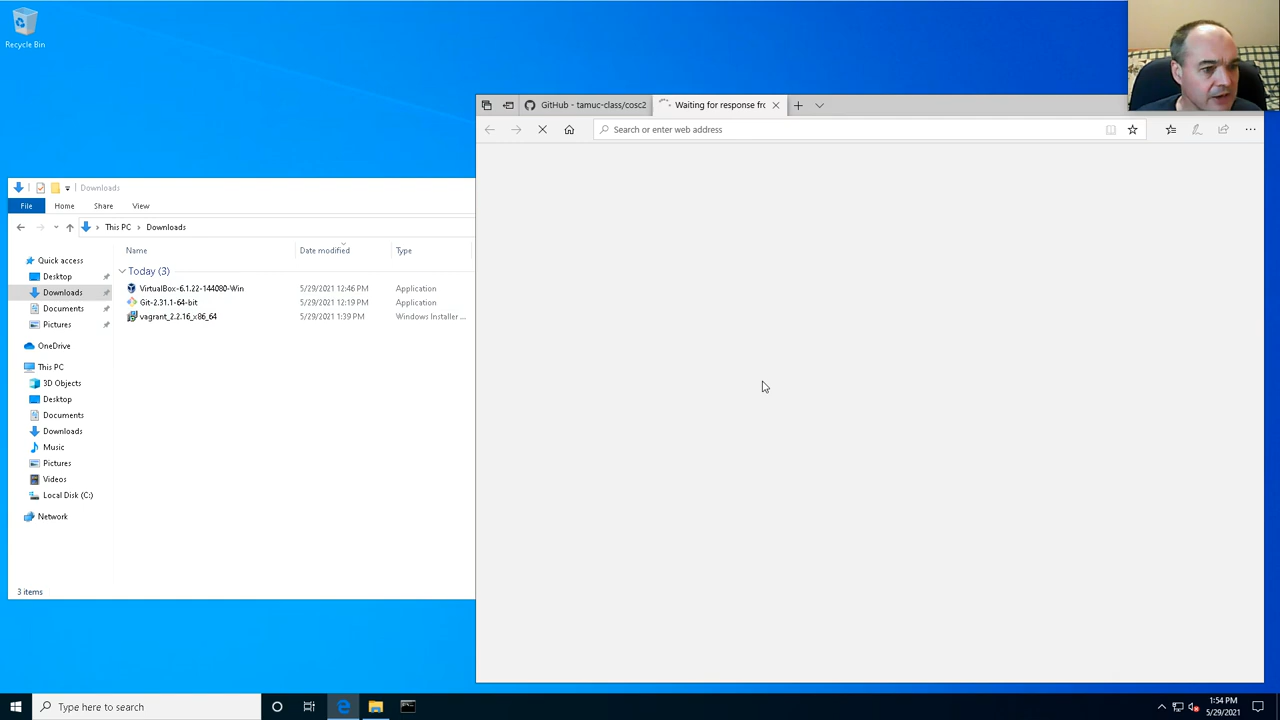 Recycle Bin
GitHub - tamuc-class/cosc2
Waiting for response fro
Search or enter web address
Downloads
File
Home
Share
View
This PC
Downloads
Name
Date modified
Type
Quick access
Desktop
Downloads
Documents
Pictures
OneDrive
This PC
3D Objects
Desktop
Documents
Downloads
Music
Pictures
Videos
Local Disk (C:)
Network
Today (3)
VirtualBox-6.1.22-144080-Win 5/29/2021 12:46 PM Application
Git-2.31.1-64-bit 5/29/2021 12:19 PM Application
vagrant_2.2.16_x86_64 5/29/2021 1:39 PM Windows Installer ...
3 items
Type here to search
1:54 PM
5/29/2021